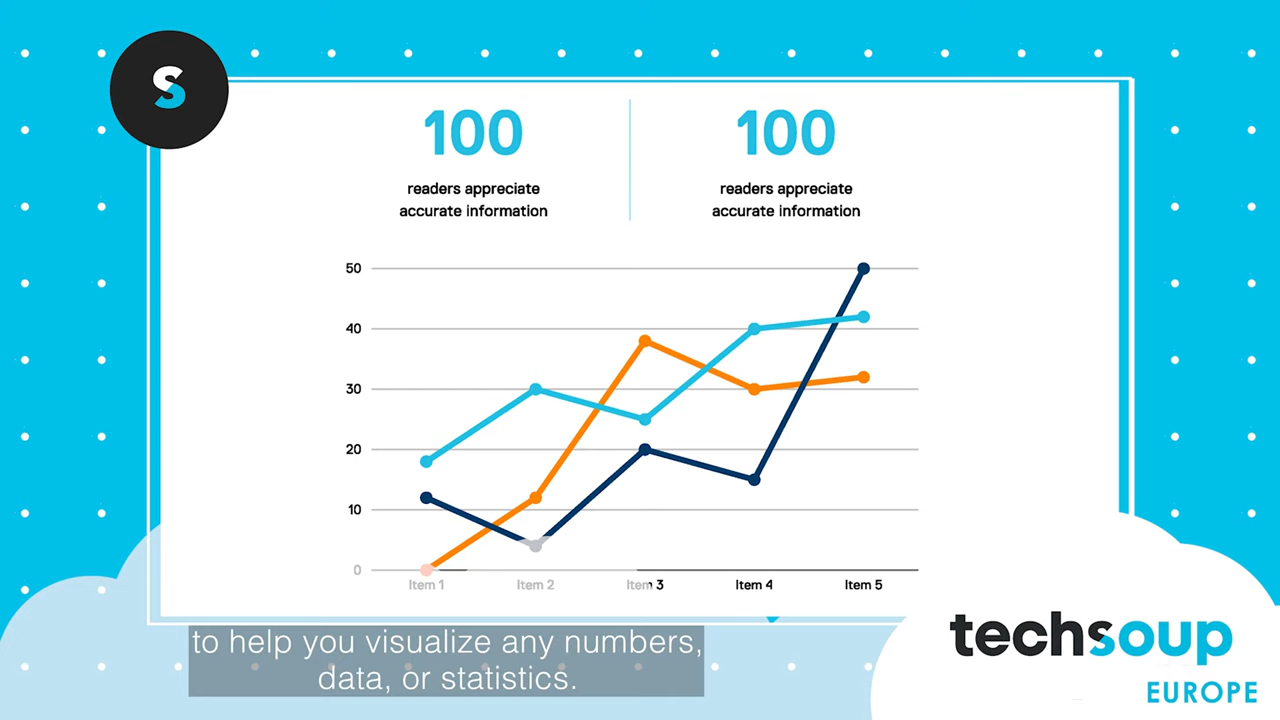 S
100
readers appreciate
accurate information
100
readers appreciate
accurate information
50
40
30
20
10
0
Item 1 Item 2 Item 3 Item 4 Item 5
to help you visualize any numbers,
data, or statistics.
techsoup
EUROPE